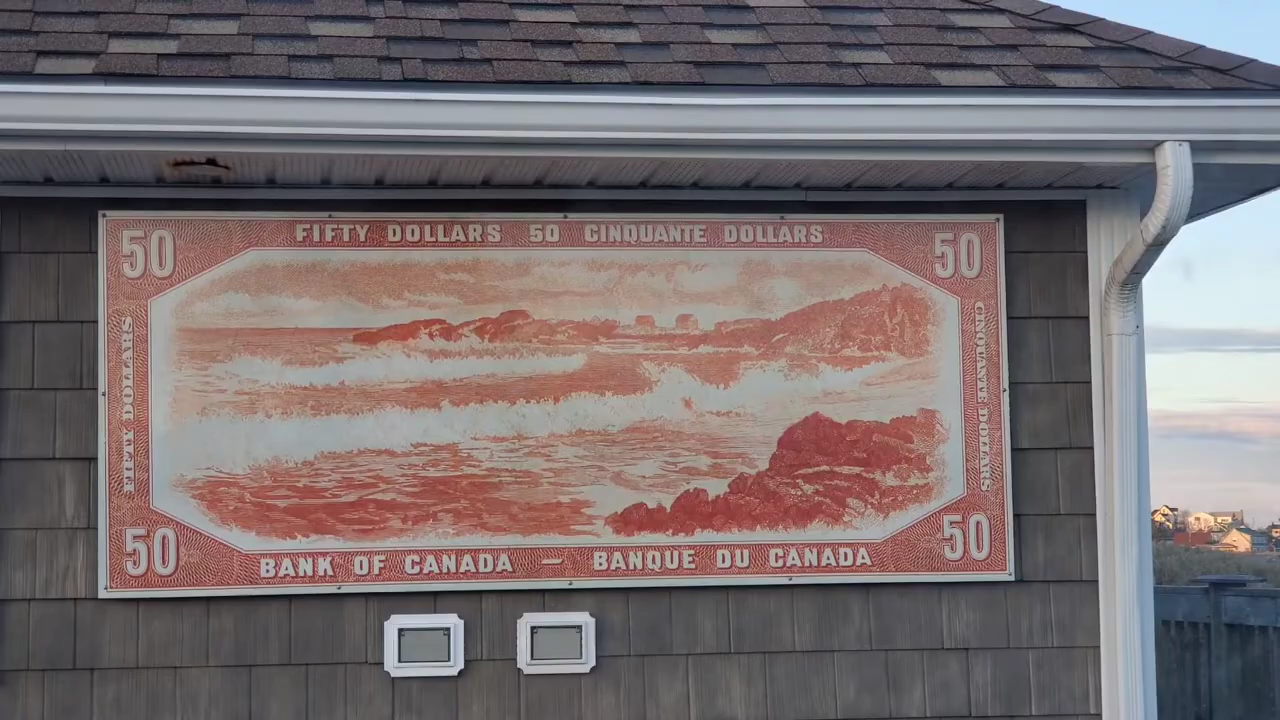 FIFTY DOLLARS 50 CINQUANTE DOLLARS
50
50
FIFTY DOLLARS
CINQUANTE DOLLARS
50
50
BANK OF CANADA — BANQUE DU CANADA